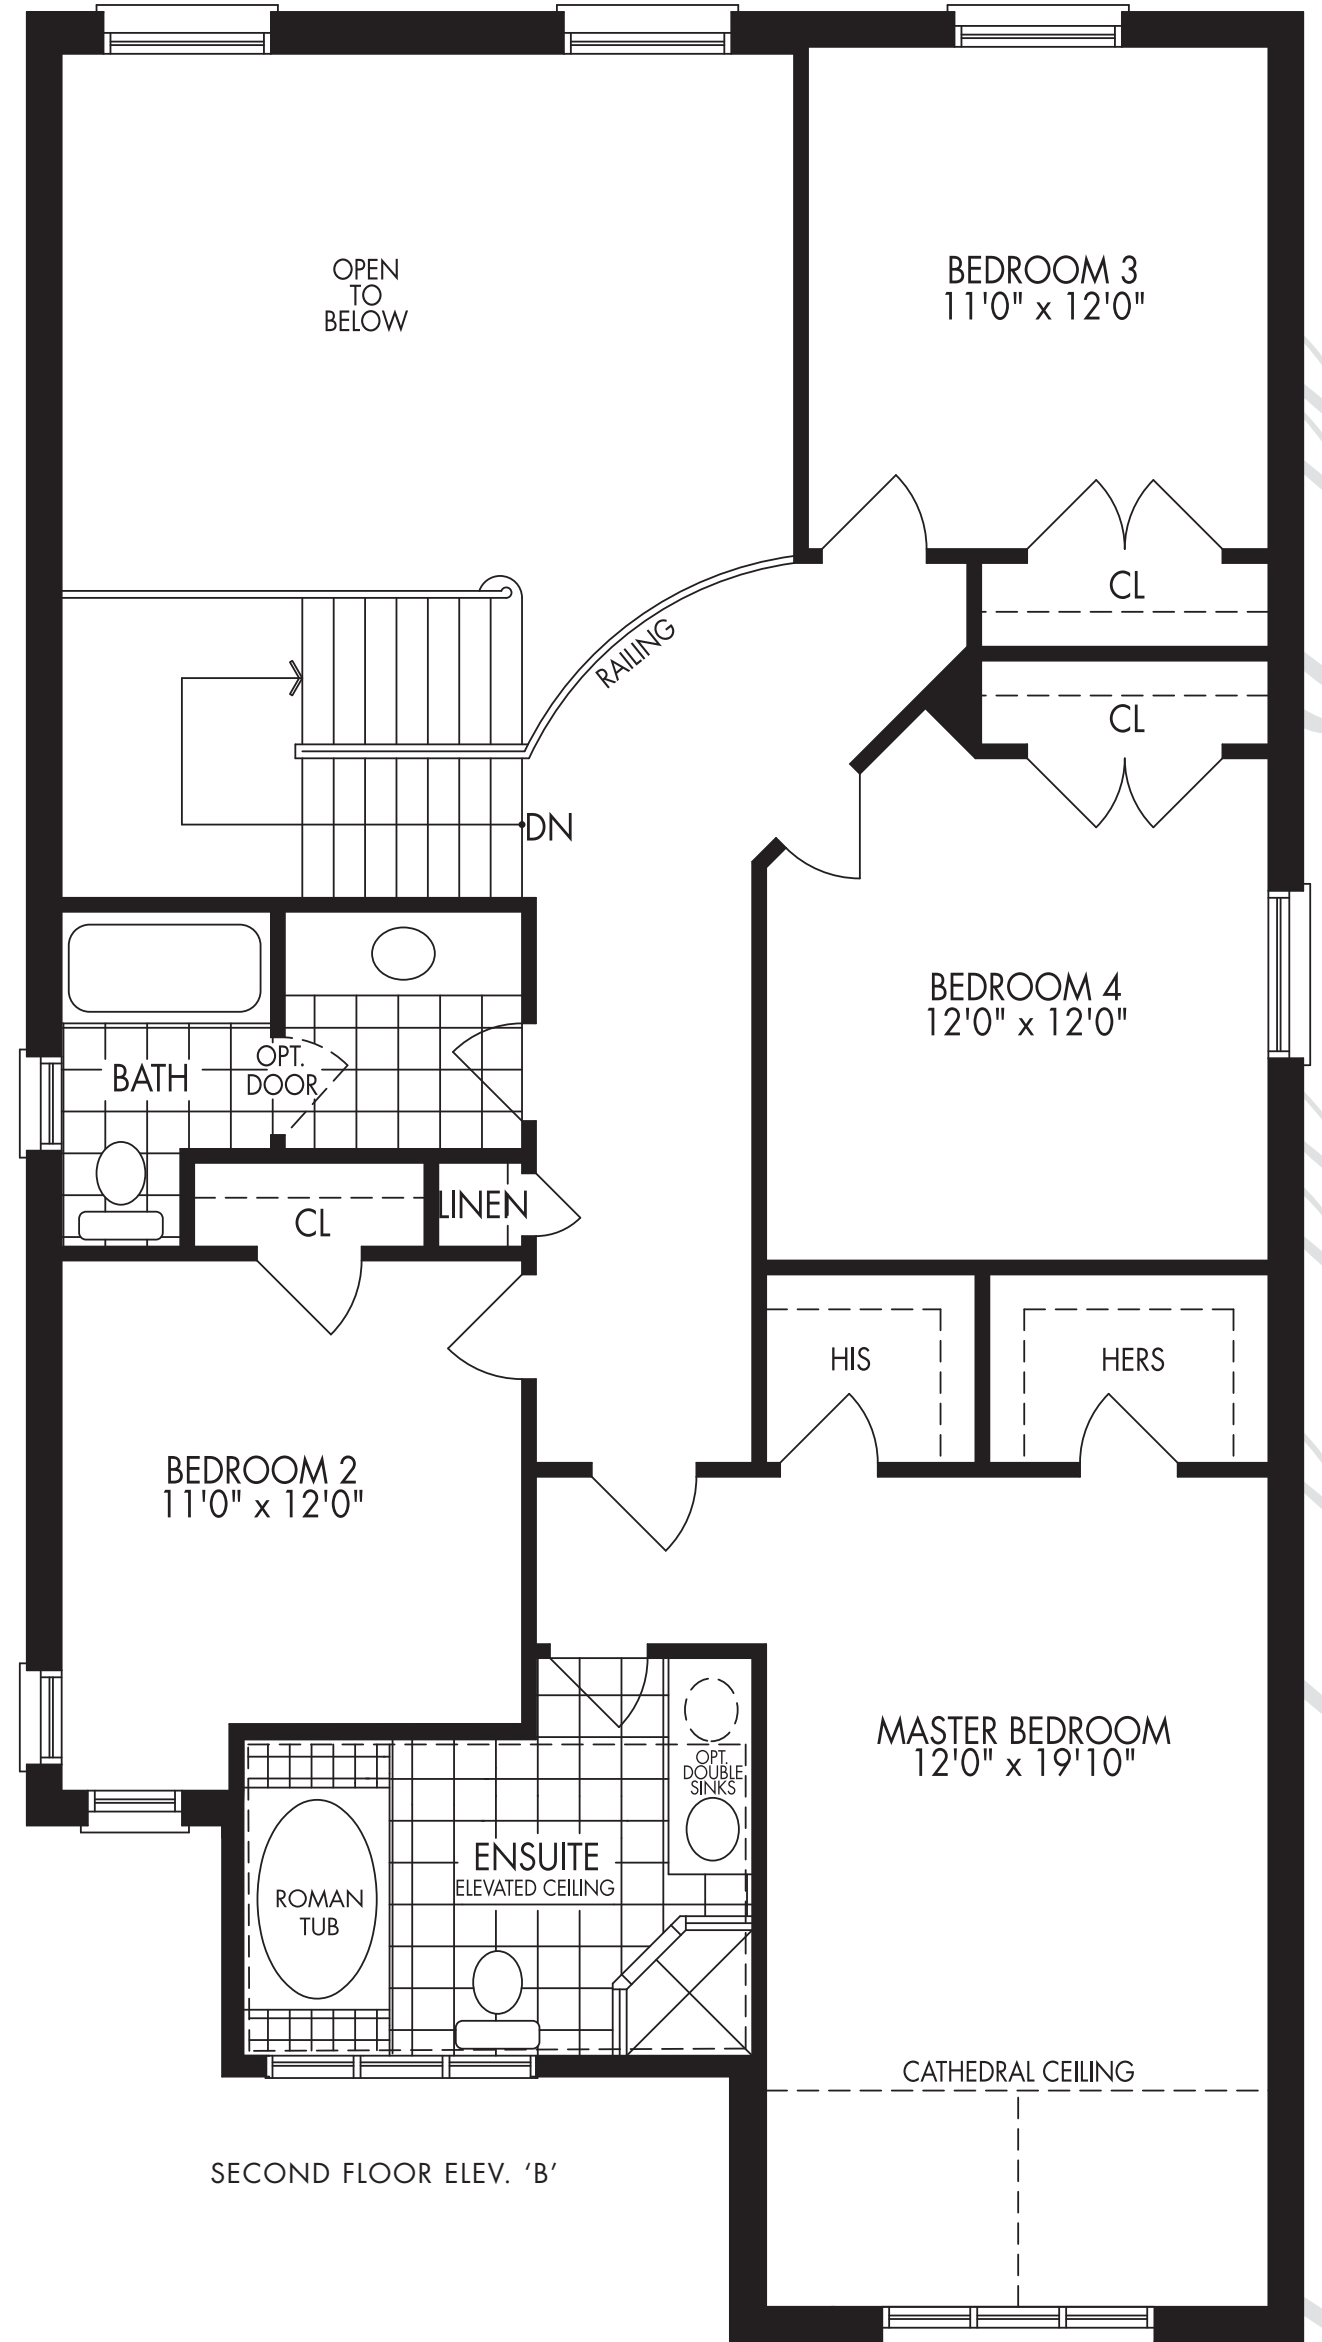 OPEN
TO
BELOW
BEDROOM 3
11'0" x 12'0"
CL
RAILING
CL
DN
BEDROOM 4
12'0" x 12'0"
OPT.
DOOR
BATH
LINEN
CL
HIS
HERS
BEDROOM 2
11'0" x 12'0"
MASTER BEDROOM
12'0" x 19'10"
OPT.
DOUBLE
SINKS
ENSUITE
ELEVATED CEILING
ROMAN
TUB
CATHEDRAL CEILING
SECOND FLOOR ELEV. ‘B’